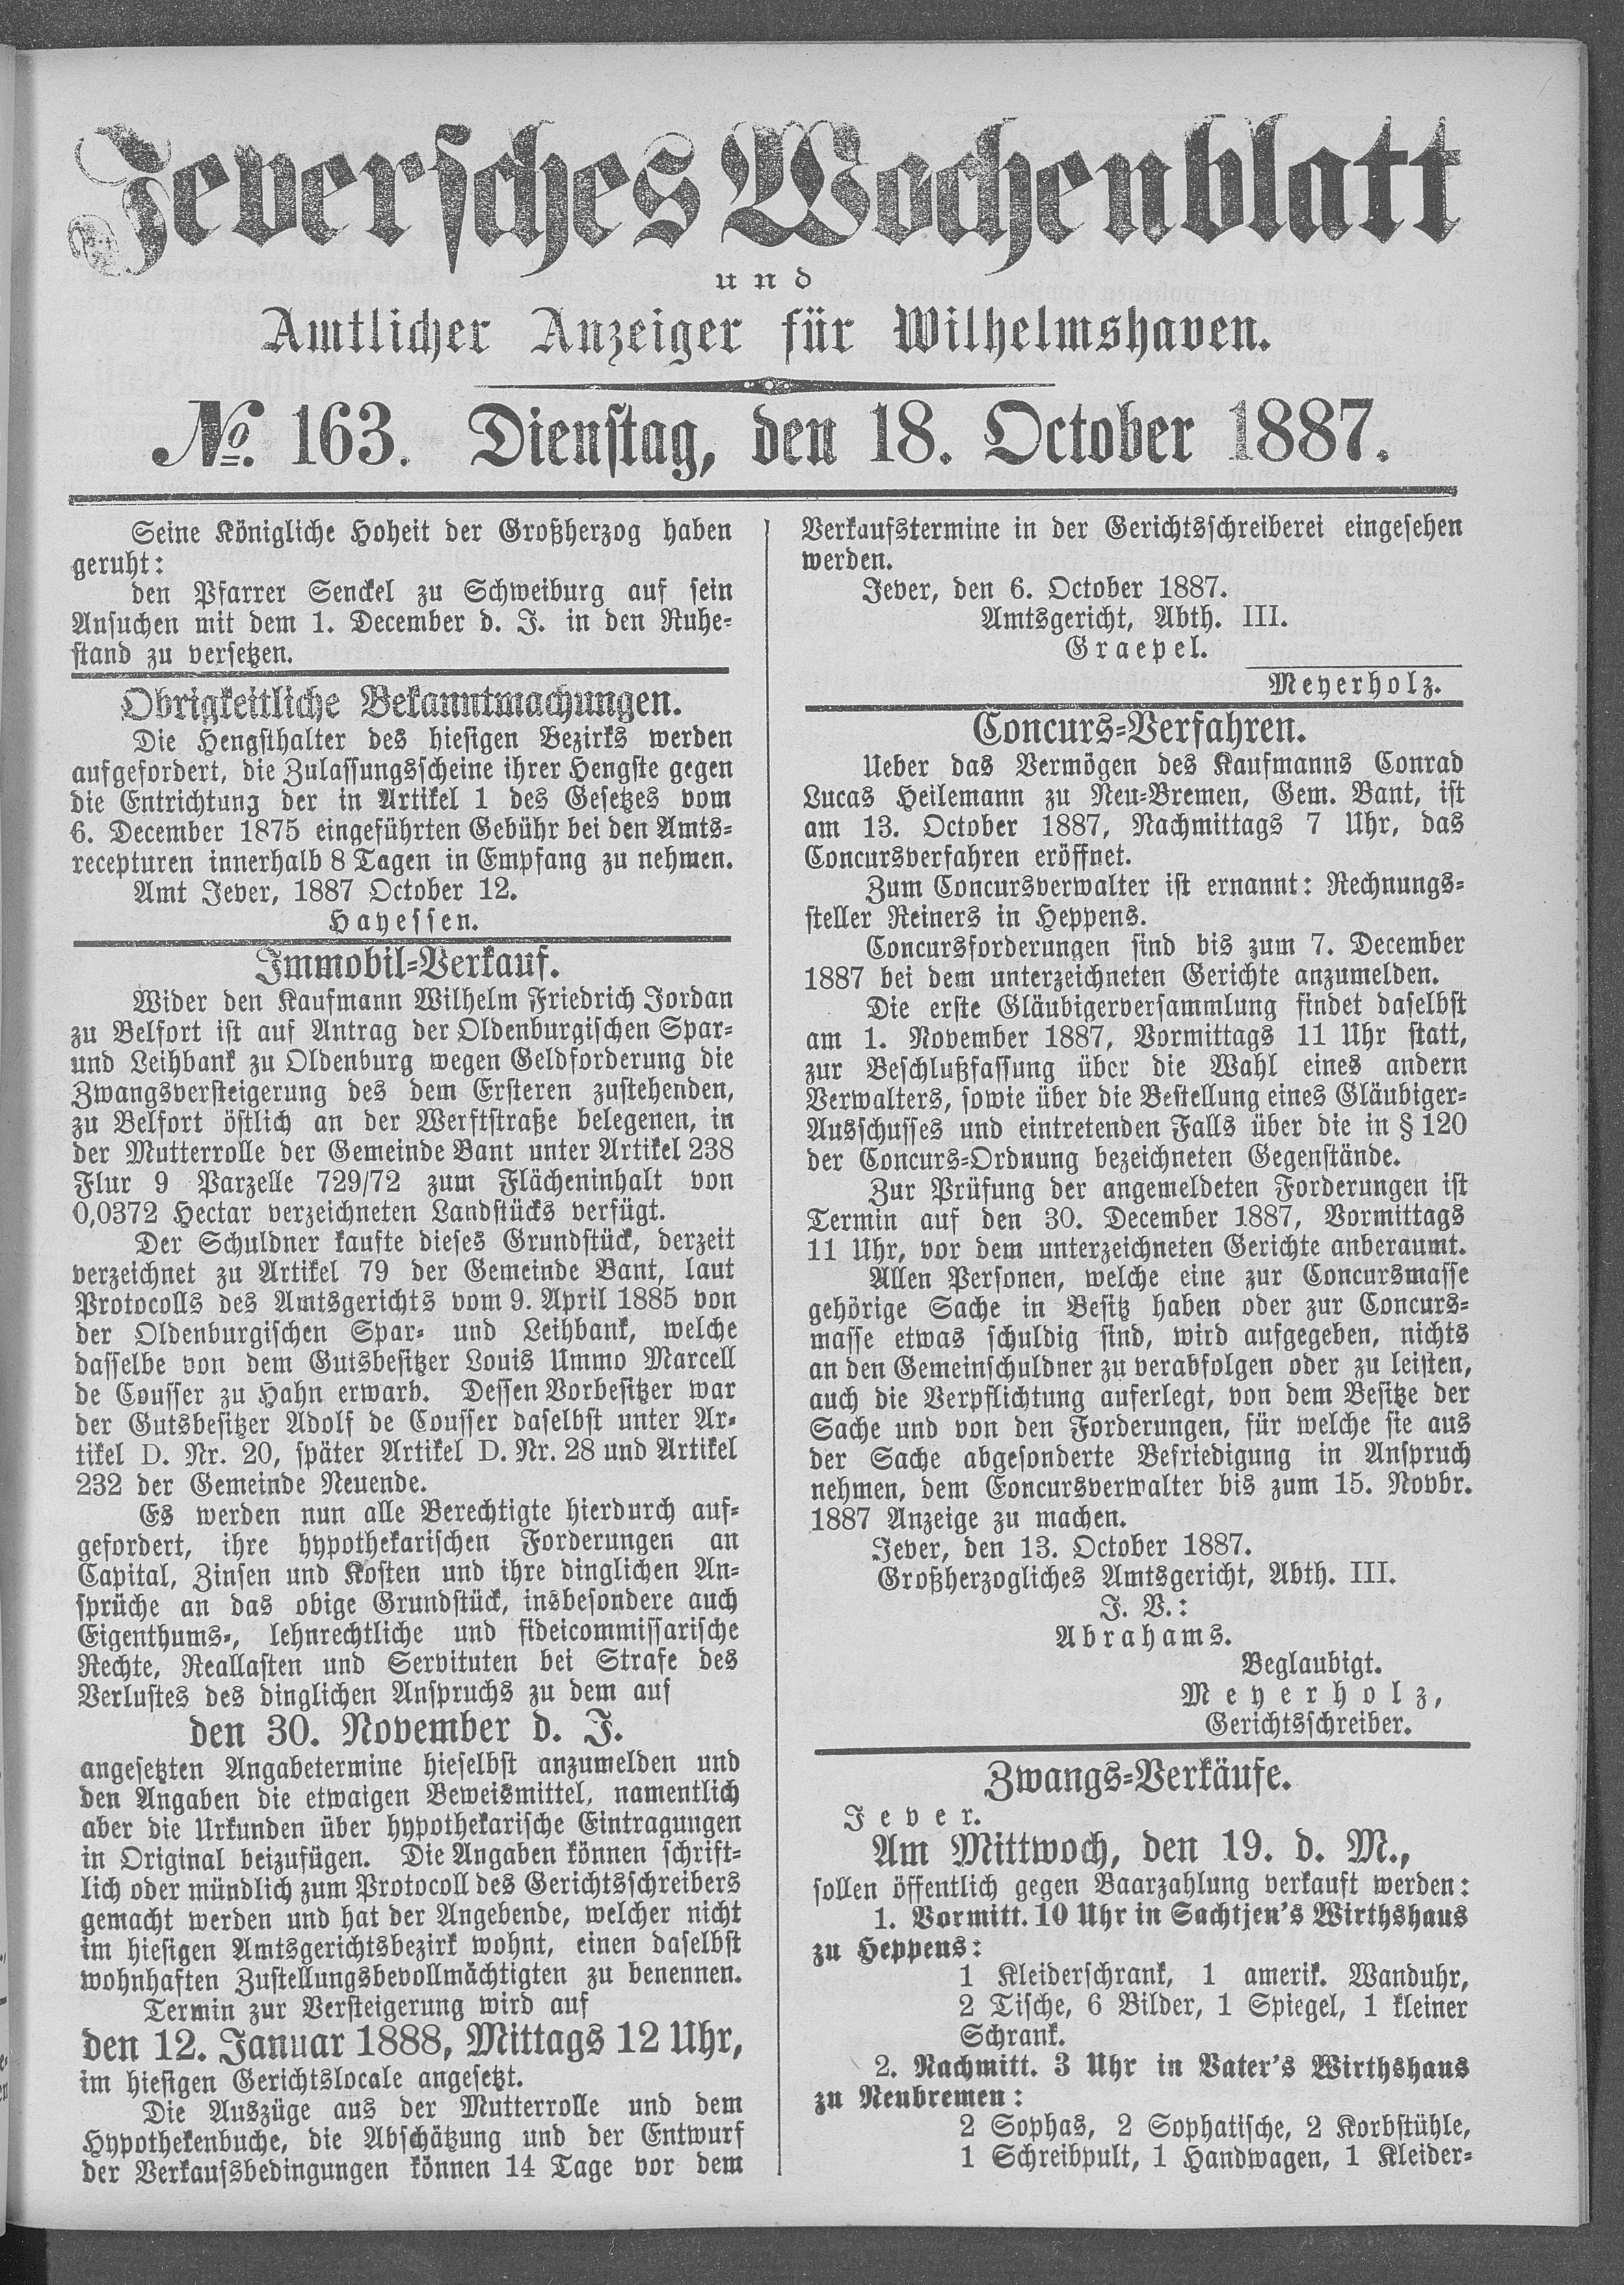 Jeversches Wochenblatt
und
Amtlicher Anzeiger für Wilhelmshaven.
No. 163. Dienstag, den 18. October 1887.
Seine Königliche Hoheit der Großherzog haben
geruht:
den Pfarrer Senckel zu Schweiburg auf sein
Ansuchen mit dem 1. December d. J. in den Ruhe-
stand zu versetzen.
Obrigkeitliche Bekanntmachungen.
Die Hengsthalter des hiesigen Bezirks werden
aufgefordert, die Zulassungsscheine ihrer Hengste gegen
die Entrichtung der in Artikel 1 des Gesetzes vom
6. December 1875 eingeführten Gebühr bei den Amts-
recepturen innerhalb 8 Tagen in Empfang zu nehmen.
Amt Jever, 1887 October 12.
Hayessen.
Immobil-Verkauf.
Wider den Kaufmann Wilhelm Friedrich Jordan
zu Belfort ist auf Antrag der Oldenburgischen Spar-
und Leihbank zu Oldenburg wegen Geldforderung die
Zwangsversteigerung des dem Ersteren zustehenden,
zu Belfort östlich an der Werftstraße belegenen, in
der Mutterrolle der Gemeinde Bant unter Artikel 238
Flur 9 Parzelle 729/72 zum Flächeninhalt von
0,0372 Hectar verzeichneten Landstücks verfügt.
Der Schuldner kaufte dieses Grundstück, derzeit
verzeichnet zu Artikel 79 der Gemeinde Bant, laut
Protocolls des Amtsgerichts vom 9. April 1885 von
der Oldenburgischen Spar- und Leihbank, welche
dasselbe von dem Gutsbesitzer Louis Ummo Marcell
de Cousser zu Hahn erwarb. Dessen Vorbesitzer war
der Gutsbesitzer Adolf de Cousser daselbst unter Ar-
tikel D. Nr. 20, später Artikel D. Nr. 28 und Artikel
232 der Gemeinde Neuende.
Es werden nun alle Berechtigte hierdurch auf-
gefordert, ihre hypothekarischen Forderungen an
Capital, Zinsen und Kosten und ihre dinglichen An-
sprüche an das obige Grundstück, insbesondere auch
Eigenthums-, lehnrechtliche und fideicommissarische
Rechte, Reallasten und Servituten bei Strafe des
Verlustes des dinglichen Anspruchs zu dem auf
den 30. November d. J.
angesetzten Angabetermine hieselbst anzumelden und
den Angaben die etwaigen Beweismittel, namentlich
aber die Urkunden über hypothekarische Eintragungen
in Original beizufügen. Die Angaben können schrift-
lich oder mündlich zum Protocoll des Gerichtsschreibers
gemacht werden und hat der Angebende, welcher nicht
im hiesigen Amtsgerichtsbezirk wohnt, einen daselbst
wohnhaften Zustellungsbevollmächtigten zu benennen.
Termin zur Versteigerung wird auf
den 12. Januar 1888, Mittags 12 Uhr,
im hiesigen Gerichtslocale angesetzt.
Die Auszüge aus der Mutterrolle und dem
Hypothekenbuche, die Abschätzung und der Entwurf
der Verkaufsbedingungen können 14 Tage vor dem
Verkaufstermine in der Gerichtsschreiberei eingesehen
werden.
Jever, den 6. October 1887.
Amtsgericht, Abth. III.
Graepel.
Meyerholz.
Concurs-Verfahren.
Ueber das Vermögen des Kaufmanns Conrad
Lucas Heilemann zu Neu-Bremen, Gem. Bant, ist
am 13. October 1887, Nachmittags 7 Uhr, das
Concursverfahren eröffnet.
Zum Concursverwalter ist ernannt: Rechnungs-
steller Reiners in Heppens.
Concursforderungen sind bis zum 7. December
1887 bei dem unterzeichneten Gerichte anzumelden.
Die erste Gläubigerversammlung findet daselbst
am 1. November 1887, Vormittags 11 Uhr statt,
zur Beschlußfassung über die Wahl eines andern
Verwalters, sowie über die Bestellung eines Gläubiger-
Ausschusses und eintretenden Falls über die in § 120
der Concurs-Ordnung bezeichneten Gegenstände.
Zur Prüfung der angemeldeten Forderungen ist
Termin auf den 30. December 1887, Vormittags
11 Uhr, vor dem unterzeichneten Gerichte anberaumt.
Allen Personen, welche eine zur Concursmasse
gehörige Sache in Besitz haben oder zur Concurs-
masse etwas schuldig sind, wird aufgegeben, nichts
an den Gemeinschuldner zu verabfolgen oder zu leisten,
auch die Verpflichtung auferlegt, von dem Besitze der
Sache und von den Forderungen, für welche sie aus
der Sache abgesonderte Befriedigung in Anspruch
nehmen, dem Concursverwalter bis zum 15. Novbr.
1887 Anzeige zu machen.
Jever, den 13. October 1887.
Großherzogliches Amtsgericht, Abth. III.
J. V.:
Abrahams.
Beglaubigt.
Meyerholz,
Gerichtsschreiber.
Zwangs-Verkäufe.
Jever.
Am Mittwoch, den 19. d. M.,
sollen öffentlich gegen Baarzahlung verkauft werden:
1. Vormitt. 10 Uhr in Sachtjen's Wirthshaus
zu Heppens:
1 Kleiderschrank, 1 amerik. Wanduhr,
2 Tische, 6 Bilder, 1 Spiegel, 1 kleiner
Schrank.
2. Nachmitt. 3 Uhr in Vater's Wirthshaus
zu Neubremen:
2 Sophas, 2 Sophatische, 2 Korbstühle,
1 Schreibpult, 1 Handwagen, 1 Kleider-